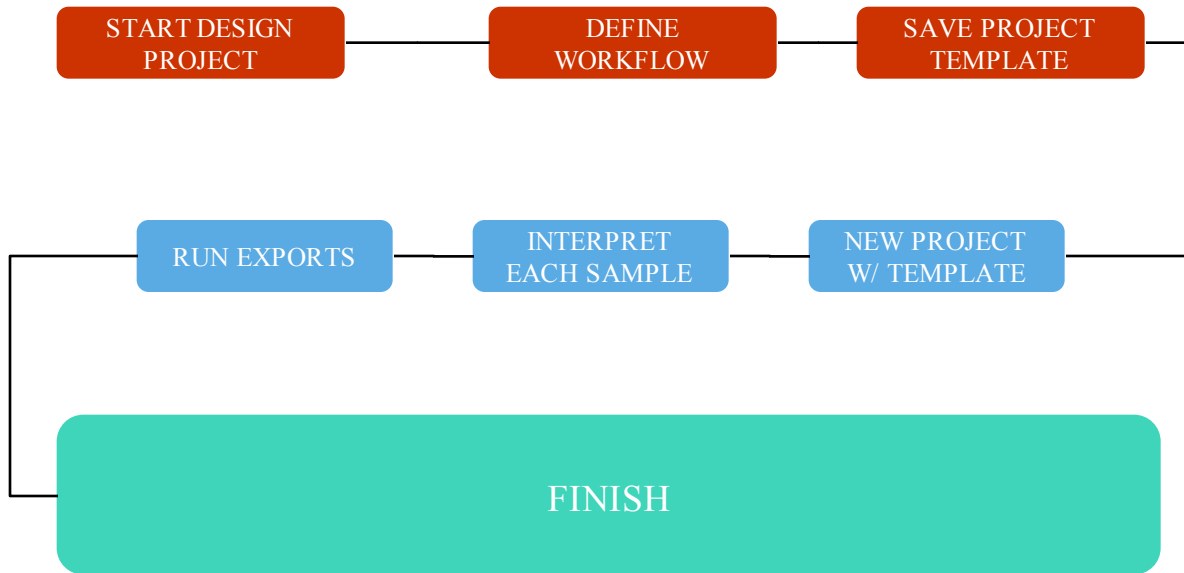 START DESIGN
PROJECT
DEFINE
WORKFLOW
SAVE PROJECT
TEMPLATE
RUN EXPORTS
INTERPRET
EACH SAMPLE
NEW PROJECT
W/ TEMPLATE
FINISH